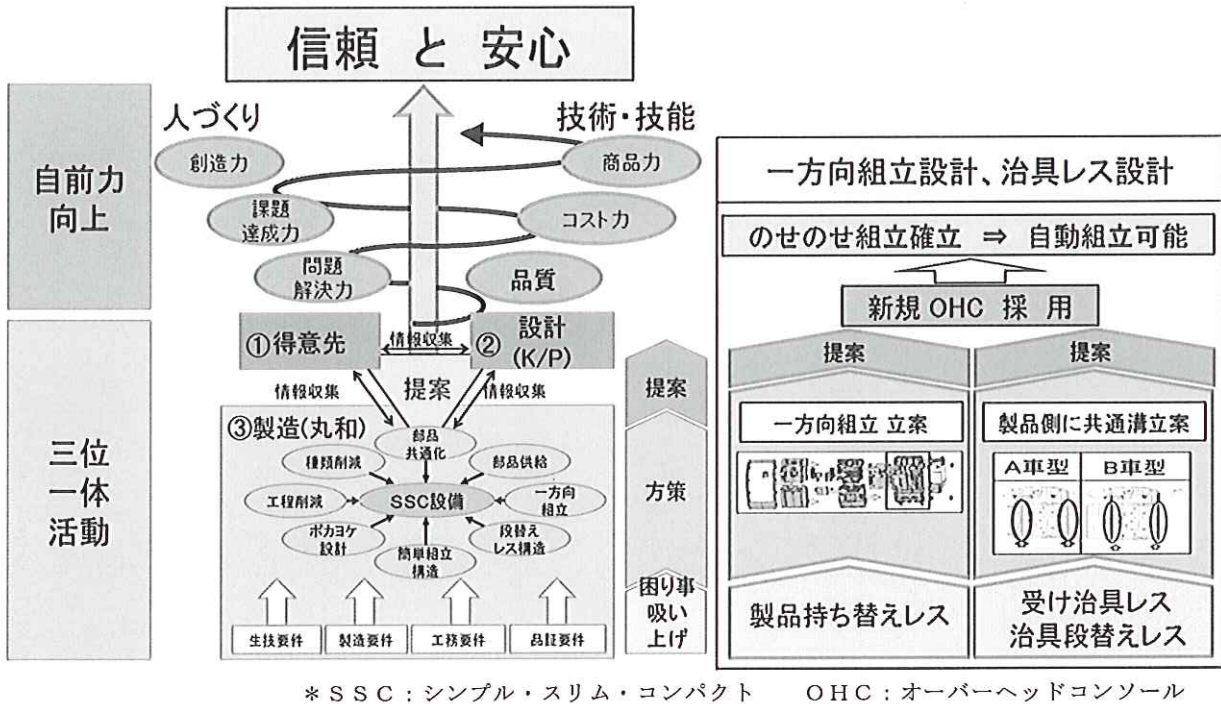 信頼 と 安心
自前力
向上
人づくり
技術・技能
創造力
商品力
課題
達成力
コスト力
問題
解決力
品質
三位
一体
活動
①得意先
情報収集
②
設計
(K/P)
情報収集
提案
情報収集
③製造(丸和)
部品
共通化
種類削減
部品供給
工程削減
SSC設備
一方向
組立
ポカヨケ
設計
簡単組立
構造
段替え
レス構造
生技要件
製造要件
工務要件
品証要件
提案
方策
困り事
吸い
上げ
一方向組立設計、治具レス設計
のせのせ組立確立 ⇒ 自動組立可能
新規OHC 採 用
提案
提案
一方向組立 立案
製品側に共通溝立案
A車型
B車型
製品持ち替えレス
受け治具レス
治具段替えレス
*SSC:シンプル・スリム・コンパクト OHC:オーバーヘッドコンソール